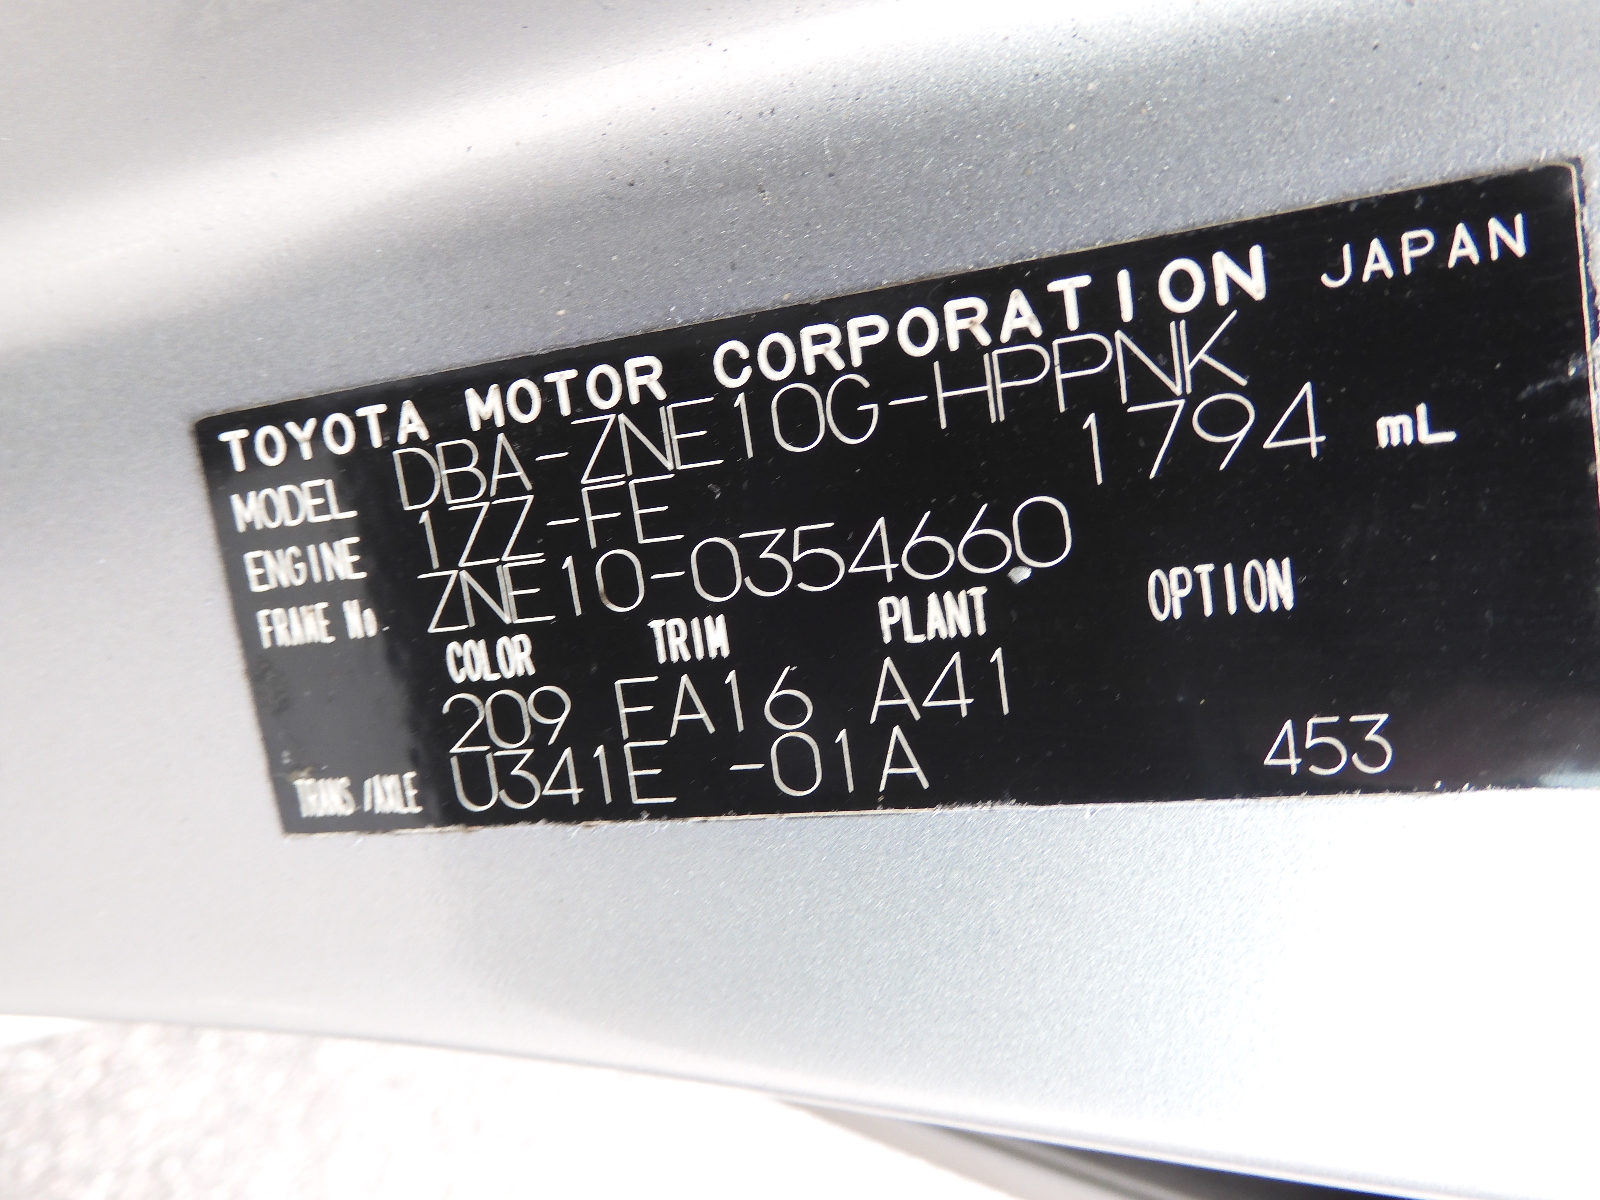 TOYOTA MOTOR CORPORATION JAPAN
MODEL DBA-ZNE10G-HPPNK
ENGINE 1ZZ-FE 1794 mL
FRAME No. ZNE10-0354660
COLOR TRIM PLANT OPTION
209 FA16 A41
TRANS./AXLE U341E -01A 453